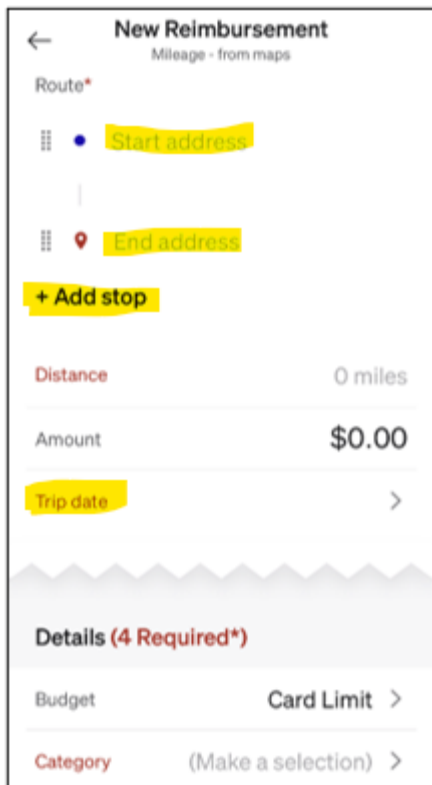 New Reimbursement
Mileage - from maps
Route*
Start address
End address
+ Add stop
Distance 0 miles
Amount $0.00
Trip date
Details (4 Required*)
Budget Card Limit
Category (Make a selection)